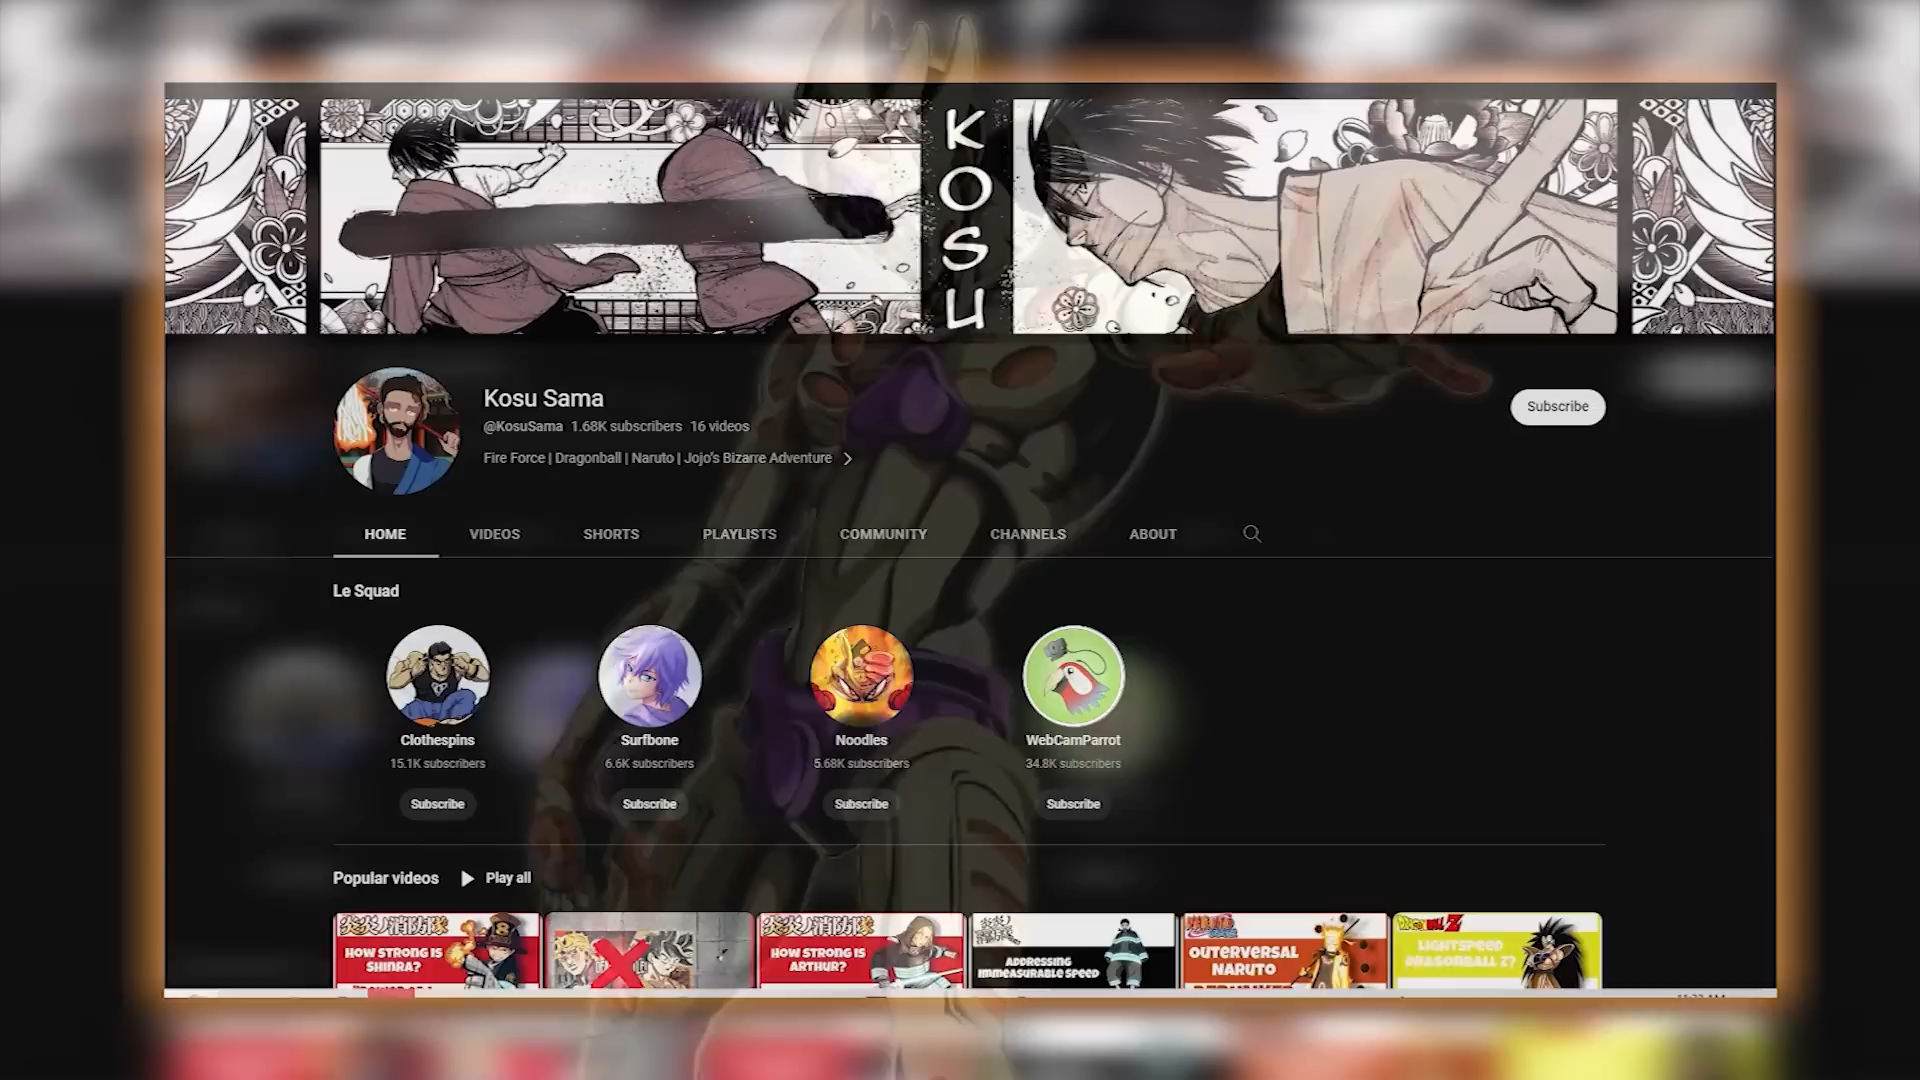 KOSU
Kosu Sama
@KosuSama 1.68K subscribers 16 videos
Fire Force | Dragonball | Naruto | Jojo's Bizarre Adventure
Subscribe
HOME VIDEOS SHORTS PLAYLISTS COMMUNITY CHANNELS ABOUT
Le Squad
Clothespins Surfbone Noodles WebCamParrot
15.1K subscribers 6.6K subscribers 5.68K subscribers 34.8K subscribers
Subscribe Subscribe Subscribe Subscribe
Popular videos Play all
炎炎ノ消防隊
HOW STRONG IS
SHINRA?
炎炎ノ消防隊
HOW STRONG IS
ARTHUR?
ADDRESSING
IMMEASURABLE SPEED
OUTERVERSAL
NARUTO
LIGHTSPEED
DRAGONBALL Z?